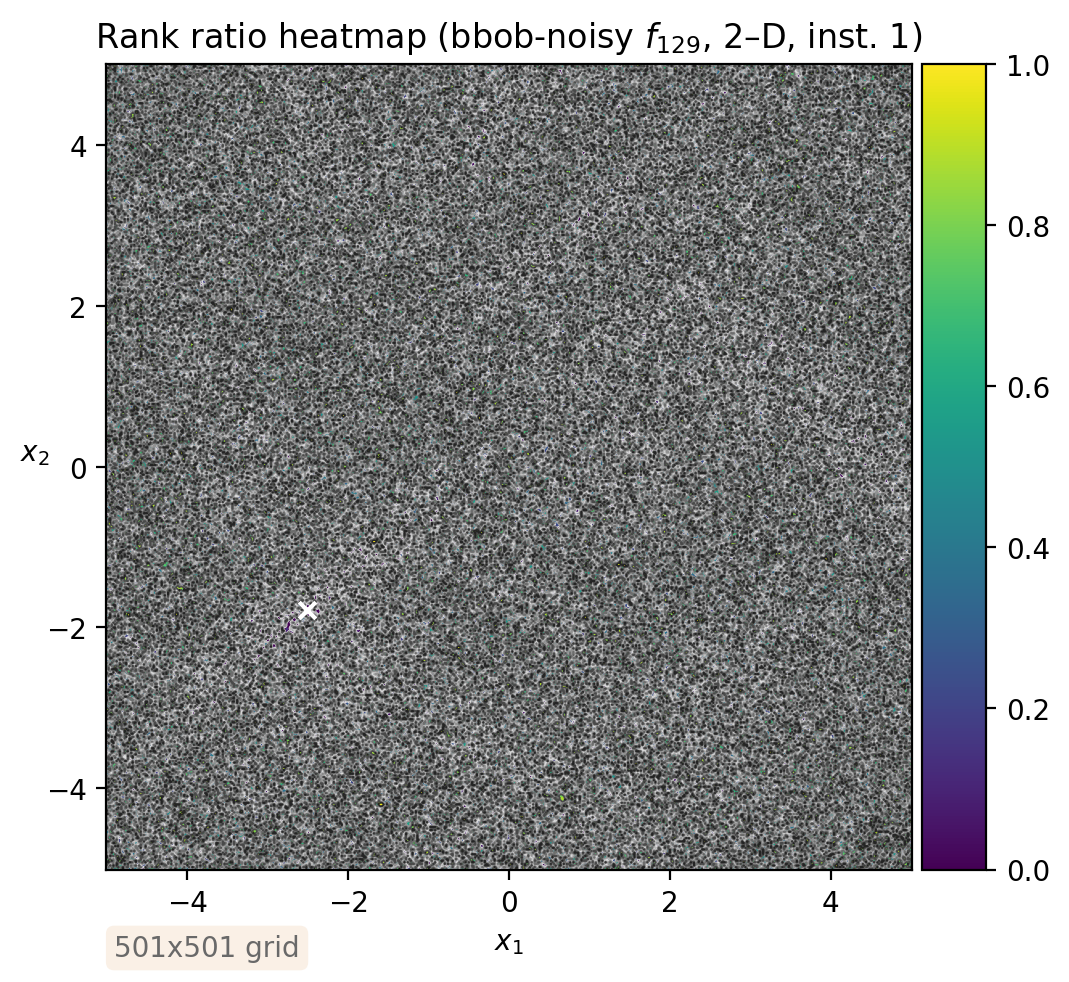 Rank ratio heatmap (bbob-noisy f129, 2–D, inst. 1)
1.0
4
0.8
2
0.6
x2
0
0.4
−2
0.2
−4
0.0
−4 −2 0 2 4
501x501 grid
x1